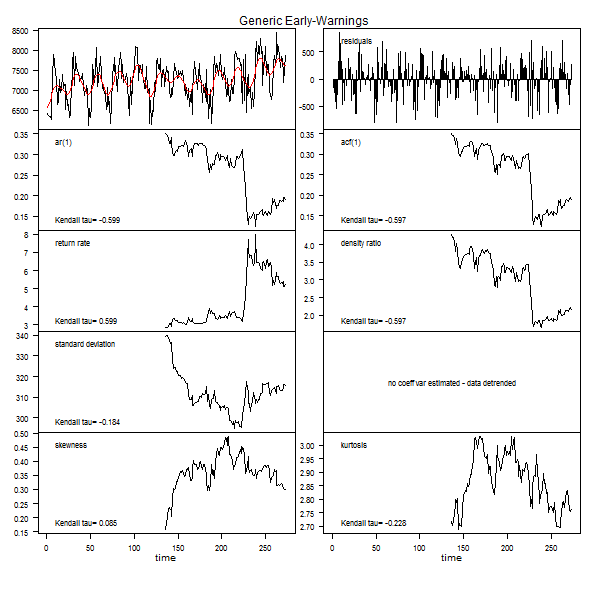 Generic Early-Warnings
8500
8000
7500
7000
6500
residuals
500
0
-500
ar(1)
0.35
0.30
0.25
0.20
0.15
Kendall tau= -0.599
acf(1)
0.35
0.30
0.25
0.20
0.15
Kendall tau= -0.597
return rate
8
7
6
5
4
3
Kendall tau= 0.599
density ratio
4.0
3.5
3.0
2.5
2.0
Kendall tau= -0.597
standard deviation
340
330
320
310
300
Kendall tau= -0.184
no coeff var estimated - data detrended
skewness
0.50
0.45
0.40
0.35
0.30
0.25
0.20
0.15
Kendall tau= 0.085
kurtosis
3.00
2.95
2.90
2.85
2.80
2.75
2.70
Kendall tau= -0.228
0 50 100 150 200 250
time
0 50 100 150 200 250
time